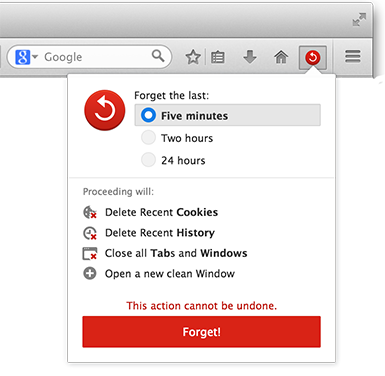 g Google
Forget the last:
Five minutes
Two hours
24 hours
Proceeding will:
Delete Recent Cookies
Delete Recent History
Close all Tabs and Windows
Open a new clean Window
This action cannot be undone.
Forget!